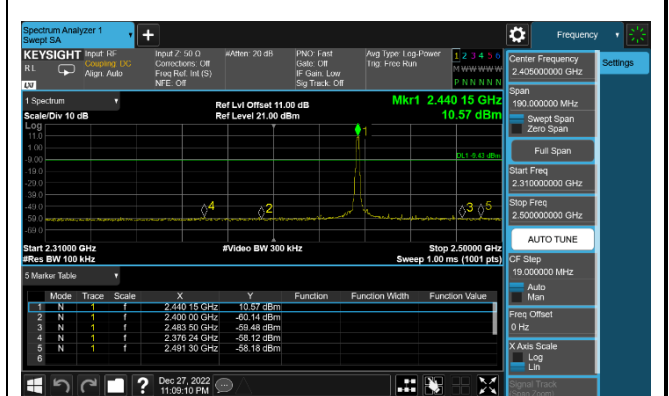 Spectrum Analyzer 1
Swept SA
Frequency
KEYSIGHT
Input: RF
Input Z: 50 Ω
#Atten: 20 dB
PNO: Fast
Avg Type: Log-Power
1 2 3 4 5 6
R L
Coupling: DC
Corrections: Off
Gate: Off
Trig: Free Run
M W W W W W
Align: Auto
Freq Ref: Int (S)
IF Gain: Low
NFE: Off
Sig Track: Off
P N N N N N
LXI
1 Spectrum
Ref Lvl Offset 11.00 dB
Mkr1 2.440 15 GHz
Scale/Div 10 dB
Ref Level 21.00 dBm
10.57 dBm
Log
11.0
1.00
-9.00
-19.0
-29.0
-39.0
-49.0
-59.0
-69.0
1
DL1 -9.43 dBm
4
2
3
5
Start 2.31000 GHz
#Video BW 300 kHz
Stop 2.50000 GHz
#Res BW 100 kHz
Sweep 1.00 ms (1001 pts)
5 Marker Table
Mode Trace Scale X Y Function Function Width Function Value
1 N 1 f 2.440 15 GHz 10.57 dBm
2 N 1 f 2.400 00 GHz -60.14 dBm
3 N 1 f 2.483 50 GHz -59.48 dBm
4 N 1 f 2.376 24 GHz -58.12 dBm
5 N 1 f 2.491 30 GHz -58.18 dBm
6
?
Dec 27, 2022
11:09:10 PM
Center Frequency
2.405000000 GHz
Settings
Span
190.000000 MHz
Swept Span
Zero Span
Full Span
Start Freq
2.310000000 GHz
Stop Freq
2.500000000 GHz
AUTO TUNE
CF Step
19.000000 MHz
Auto
Man
Freq Offset
0 Hz
X Axis Scale
Log
Lin
Signal Track
(Span Zoom)